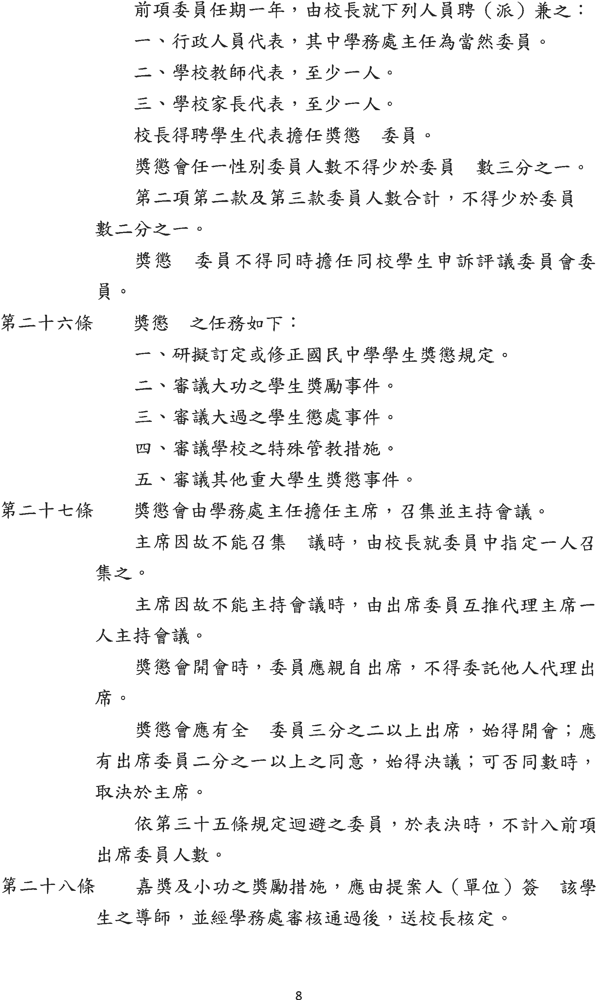 前項委員任期一年，由校長就下列人員聘（派）兼之：
一、行政人員代表，其中學務處主任為當然委員。
二、學校教師代表，至少一人。
三、學校家長代表，至少一人。
校長得聘學生代表擔任獎懲　委員。
獎懲會任一性別委員人數不得少於委員　數三分之一。
第二項第二款及第三款委員人數合計，不得少於委員
數二分之一。
獎懲　委員不得同時擔任同校學生申訴評議委員會委
員。
第二十六條　　獎懲　之任務如下：
一、研擬訂定或修正國民中學學生獎懲規定。
二、審議大功之學生獎勵事件。
三、審議大過之學生懲處事件。
四、審議學校之特殊管教措施。
五、審議其他重大學生獎懲事件。
第二十七條　　獎懲會由學務處主任擔任主席，召集並主持會議。
主席因故不能召集　議時，由校長就委員中指定一人召
集之。
主席因故不能主持會議時，由出席委員互推代理主席一
人主持會議。
獎懲會開會時，委員應親自出席，不得委託他人代理出
席。
獎懲會應有全　委員三分之二以上出席，始得開會；應
有出席委員二分之一以上之同意，始得決議；可否同數時，
取決於主席。
依第三十五條規定迴避之委員，於表決時，不計入前項
出席委員人數。
第二十八條　　嘉獎及小功之獎勵措施，應由提案人（單位）簽　該學
生之導師，並經學務處審核通過後，送校長核定。
8